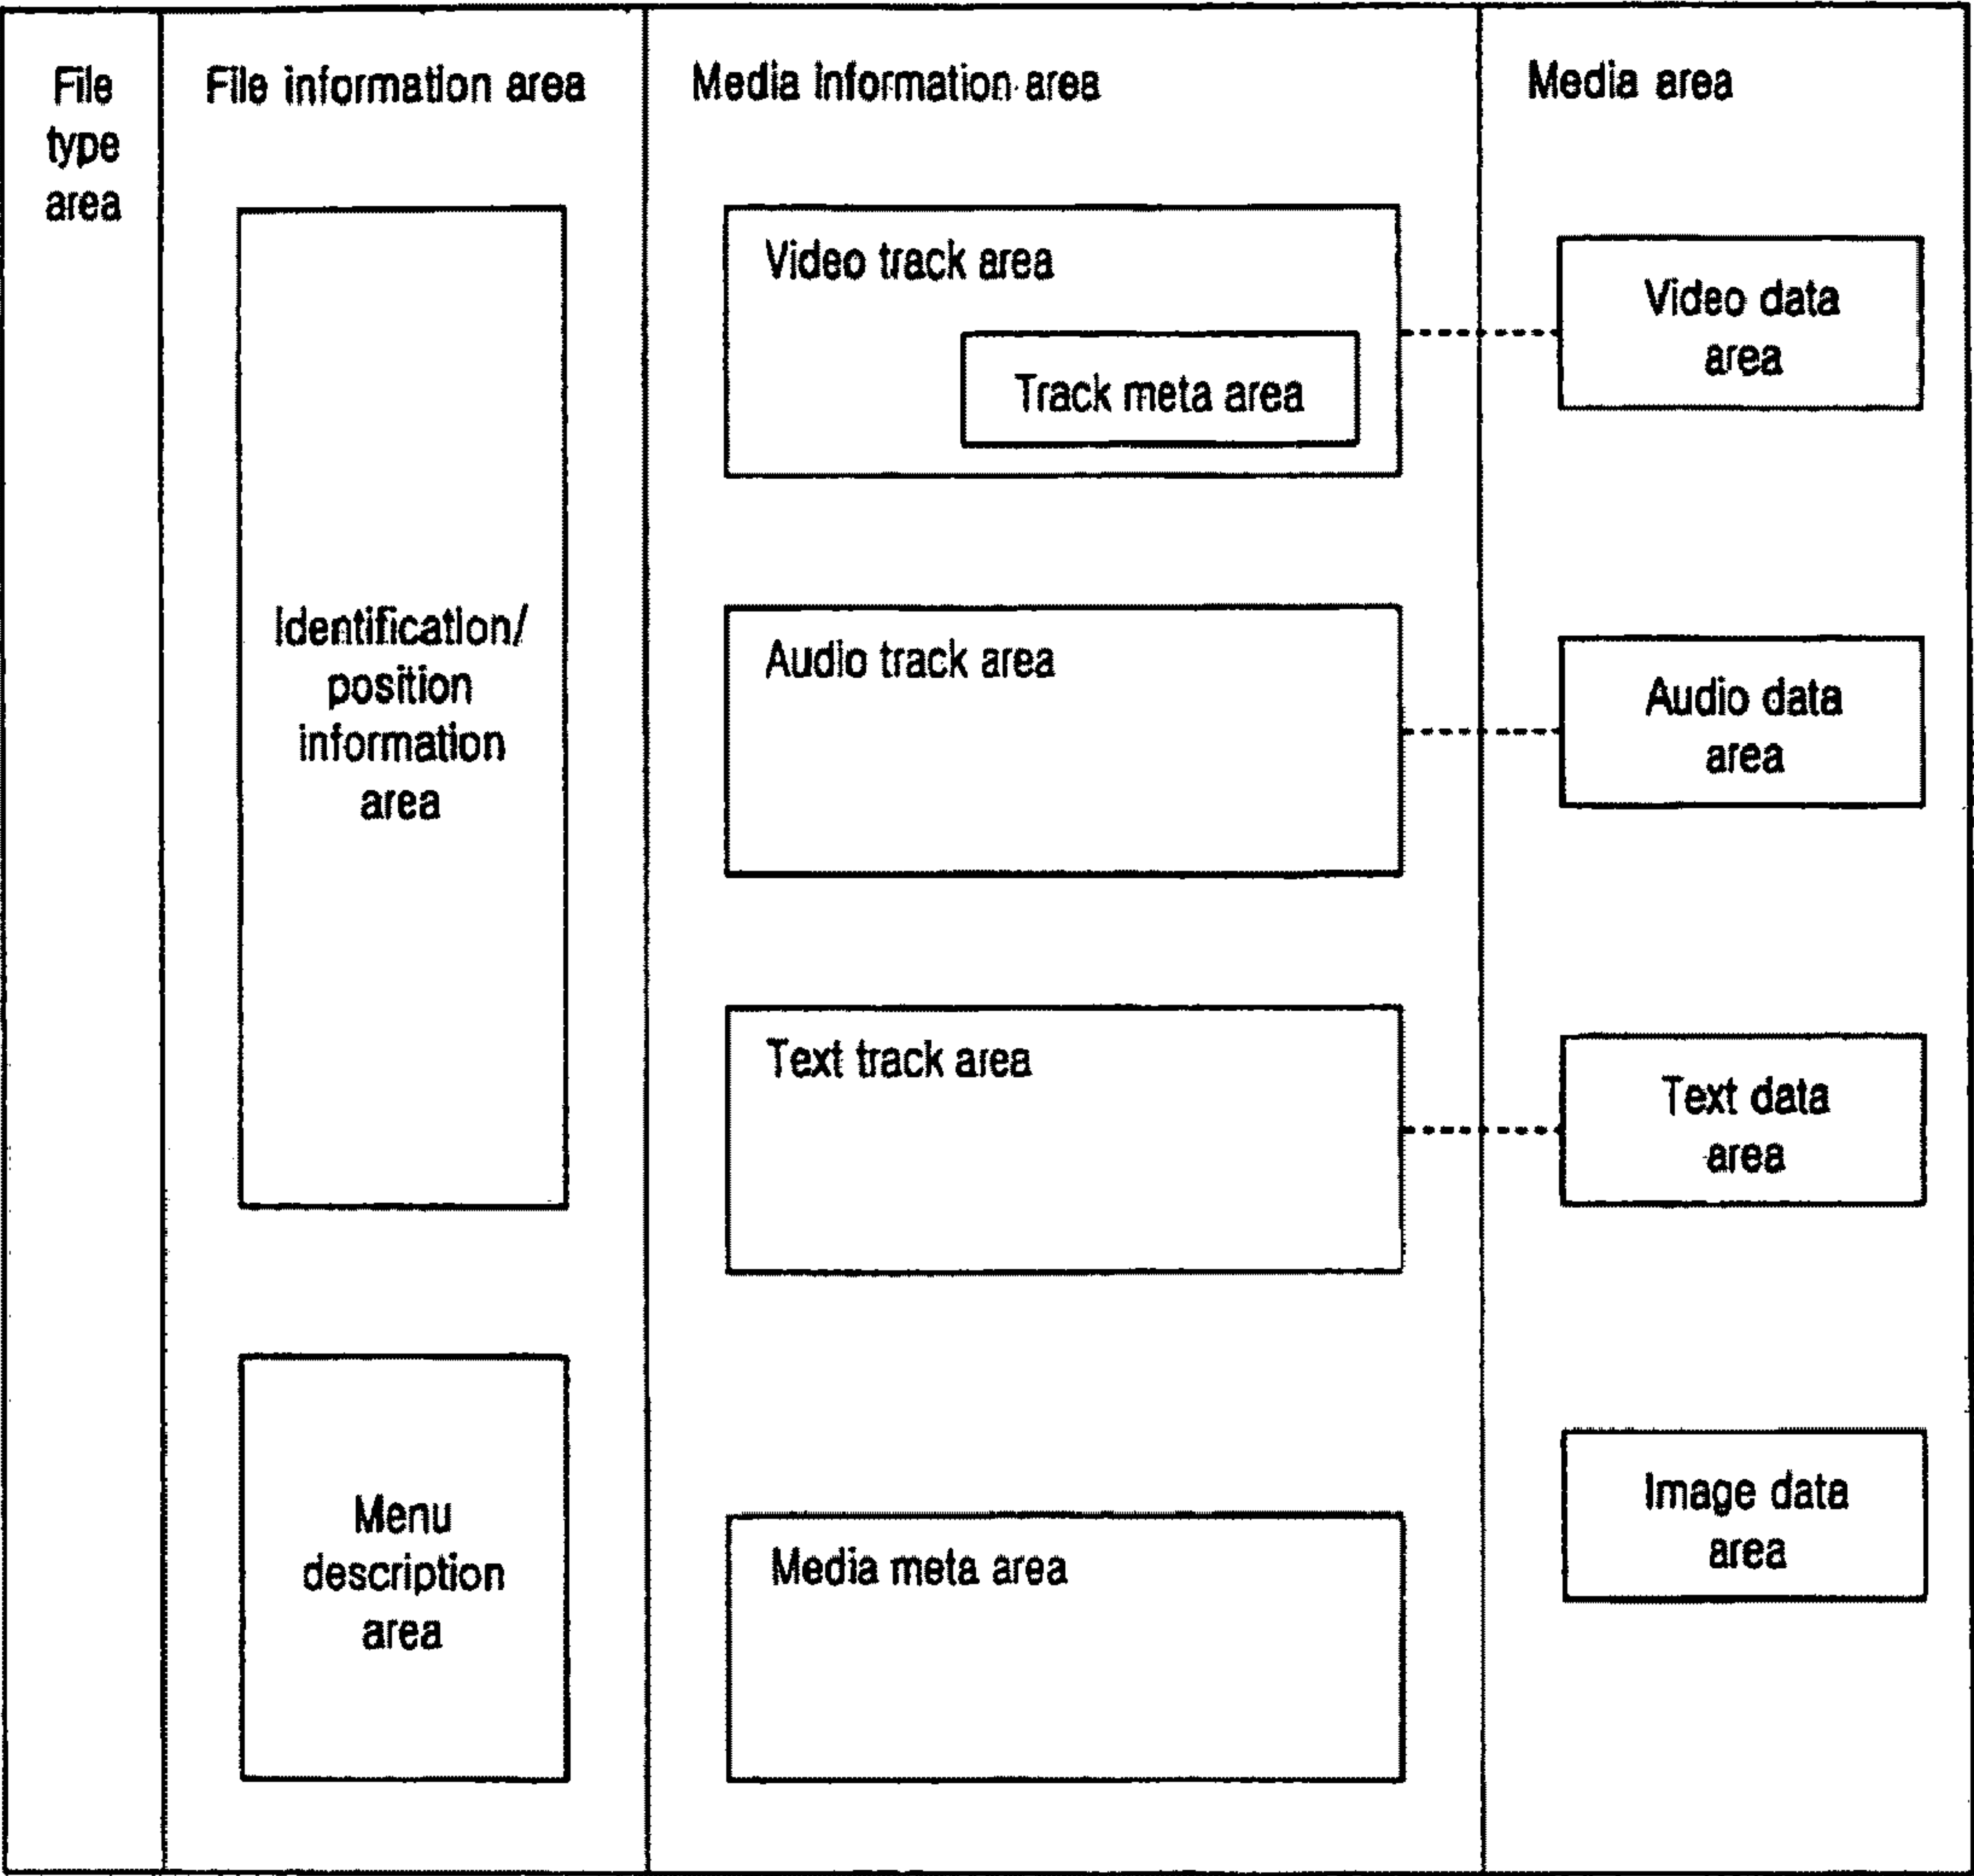 File
type
area
File information area
Identification/
position
information
area
Menu
description
area
Media information area
Video track area
Track meta area
Audio track area
Text track area
Media meta area
Media area
Video data
area
Audio data
area
Text data
area
Image data
area